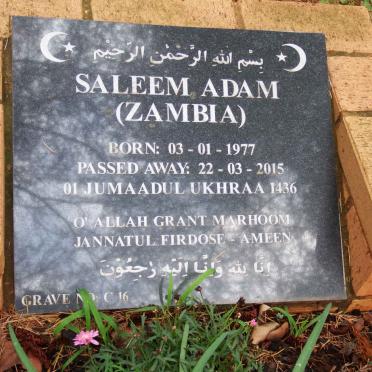 بسم الله الرَّحْمٰنِ الرَّحِيْمِ
SALEEM ADAM
(ZAMBIA)
BORN: 03 - 01 - 1977
PASSED AWAY: 22 - 03 - 2015
01 JUMAADUL UKHRAA 1436
O' ALLAH GRANT MARHOOM
JANNATUL FIRDOSE - AMEEN
اِنَّا لِلّٰهِ وَاِنَّا اِلَيْهِ رٰجِعُوْنَ
GRAVE NO: C 16